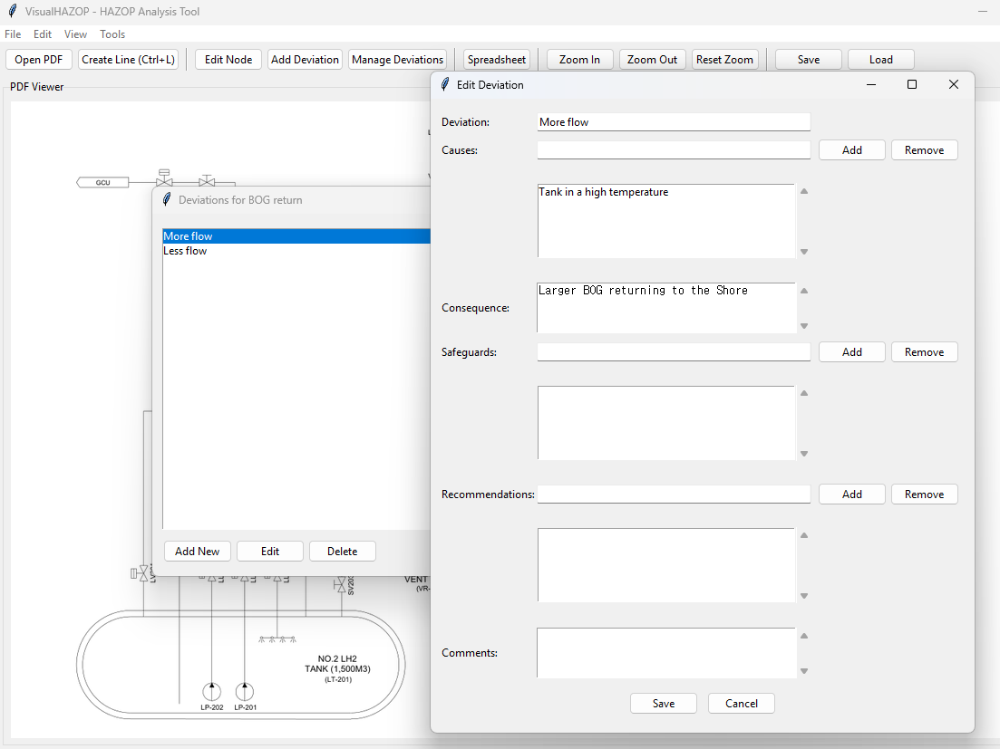 VisualHAZOP - HAZOP Analysis Tool
File Edit View Tools
Open PDF Create Line (Ctrl+L) Edit Node Add Deviation Manage Deviations Spreadsheet Zoom In Zoom Out Reset Zoom Save Load
PDF Viewer
GCU
Deviations for BOG return
More flow
Less flow
Add New Edit Delete
VENT
(VR-
SV203
NO.2 LH2
TANK (1,500M3)
(LT-201)
LP-202 LP-201
Edit Deviation
Deviation: More flow
Causes: Add Remove
Tank in a high temperature
Consequence: Larger BOG returning to the Shore
Safeguards: Add Remove
Recommendations: Add Remove
Comments:
Save Cancel